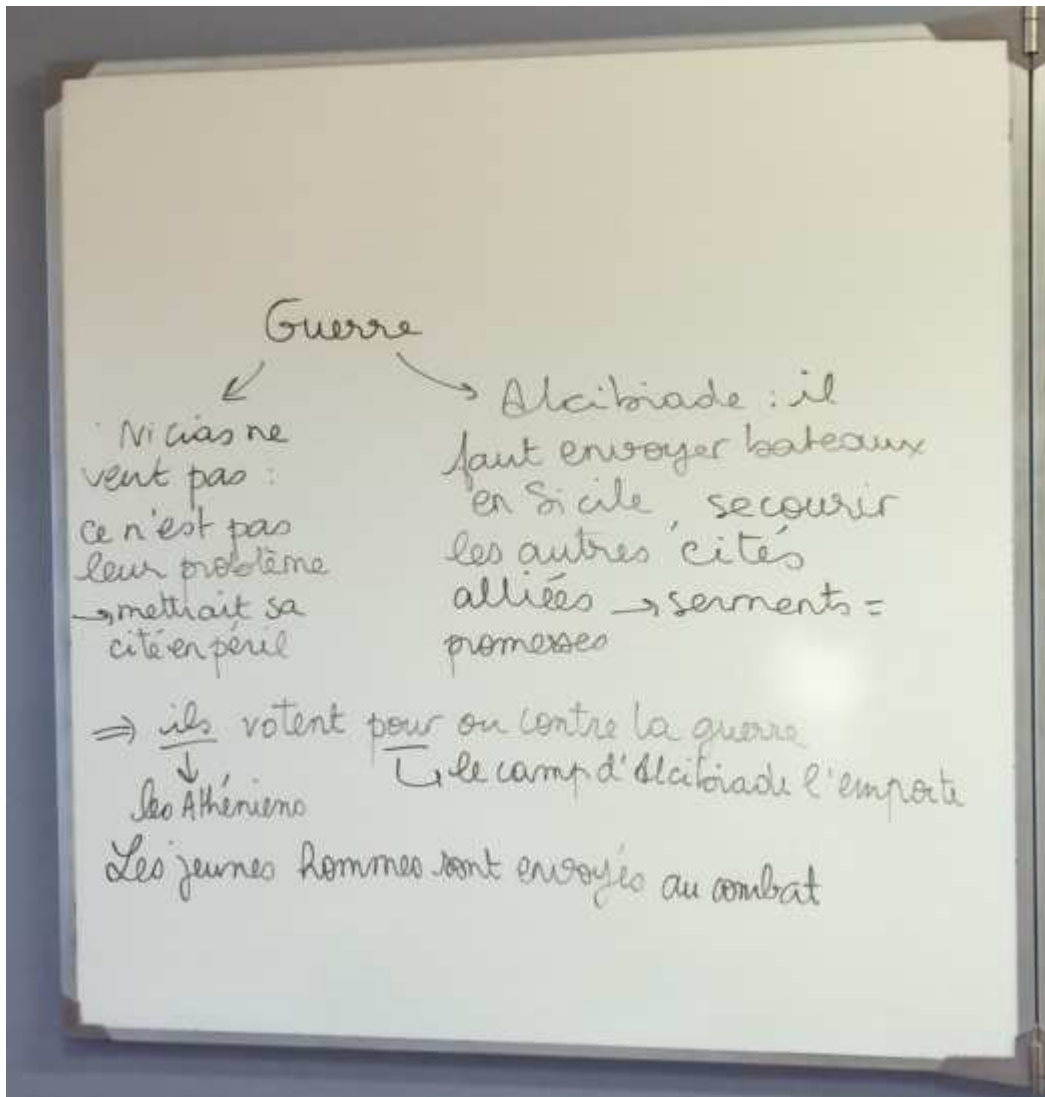 Guerre
Nicias ne
veut pas :
ce n'est pas
leur problème
→ mettrait sa
cité en péril
Alcibiade : il
faut envoyer bateaux
en Sicile, secourir
les autres cités
alliées → serments =
promesses
⇒ ils votent pour ou contre la guerre
↳ le camp d'Alcibiade l'emporte
les Athéniens
Les jeunes hommes sont envoyés au combat